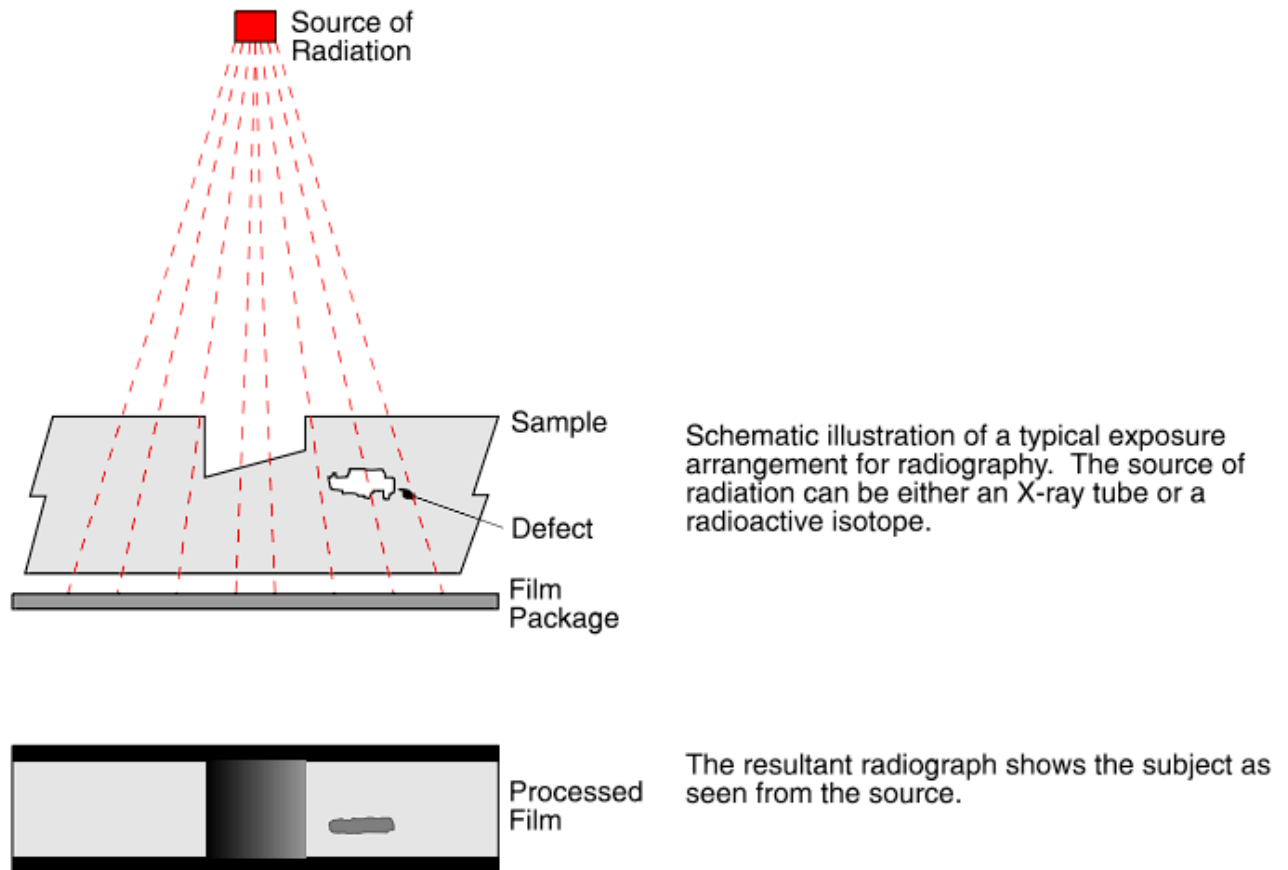 Source of
Radiation
Sample
Defect
Film
Package
Schematic illustration of a typical exposure
arrangement for radiography.  The source of
radiation can be either an X-ray tube or a
radioactive isotope.
Processed
Film
The resultant radiograph shows the subject as
seen from the source.